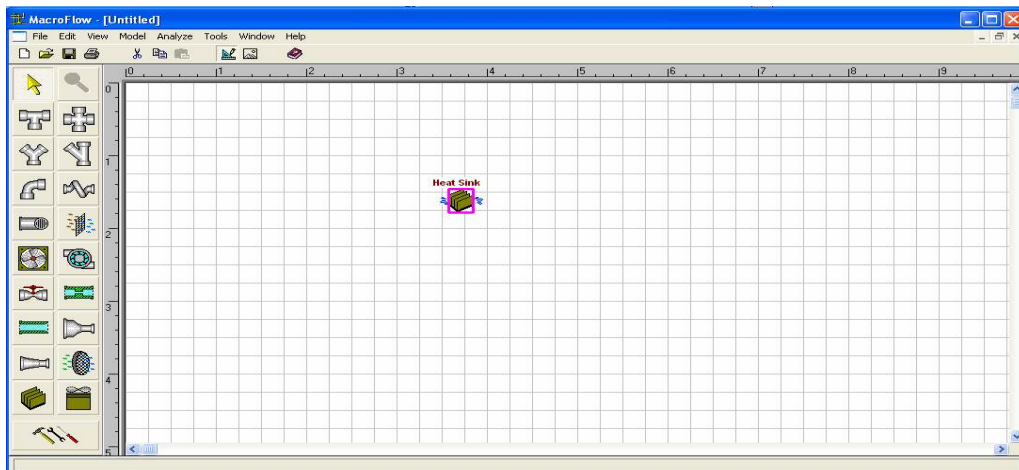 MacroFlow - [Untitled]
File Edit View Model Analyze Tools Window Help
0 1 2 3 4 5 6 7 8 9
0
1
2
3
4
5
Heat Sink